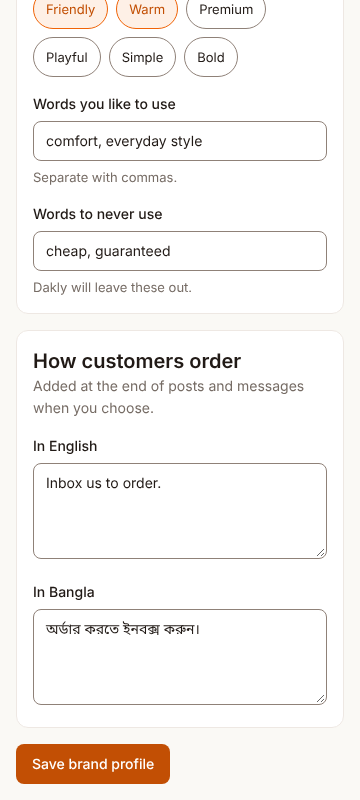 Friendly
Warm
Premium
Playful
Simple
Bold
Words you like to use
comfort, everyday style
Separate with commas.
Words to never use
cheap, guaranteed
Dakly will leave these out.
How customers order
Added at the end of posts and messages
when you choose.
In English
Inbox us to order.
In Bangla
অর্ডার করতে ইনবক্স করুন।
Save brand profile